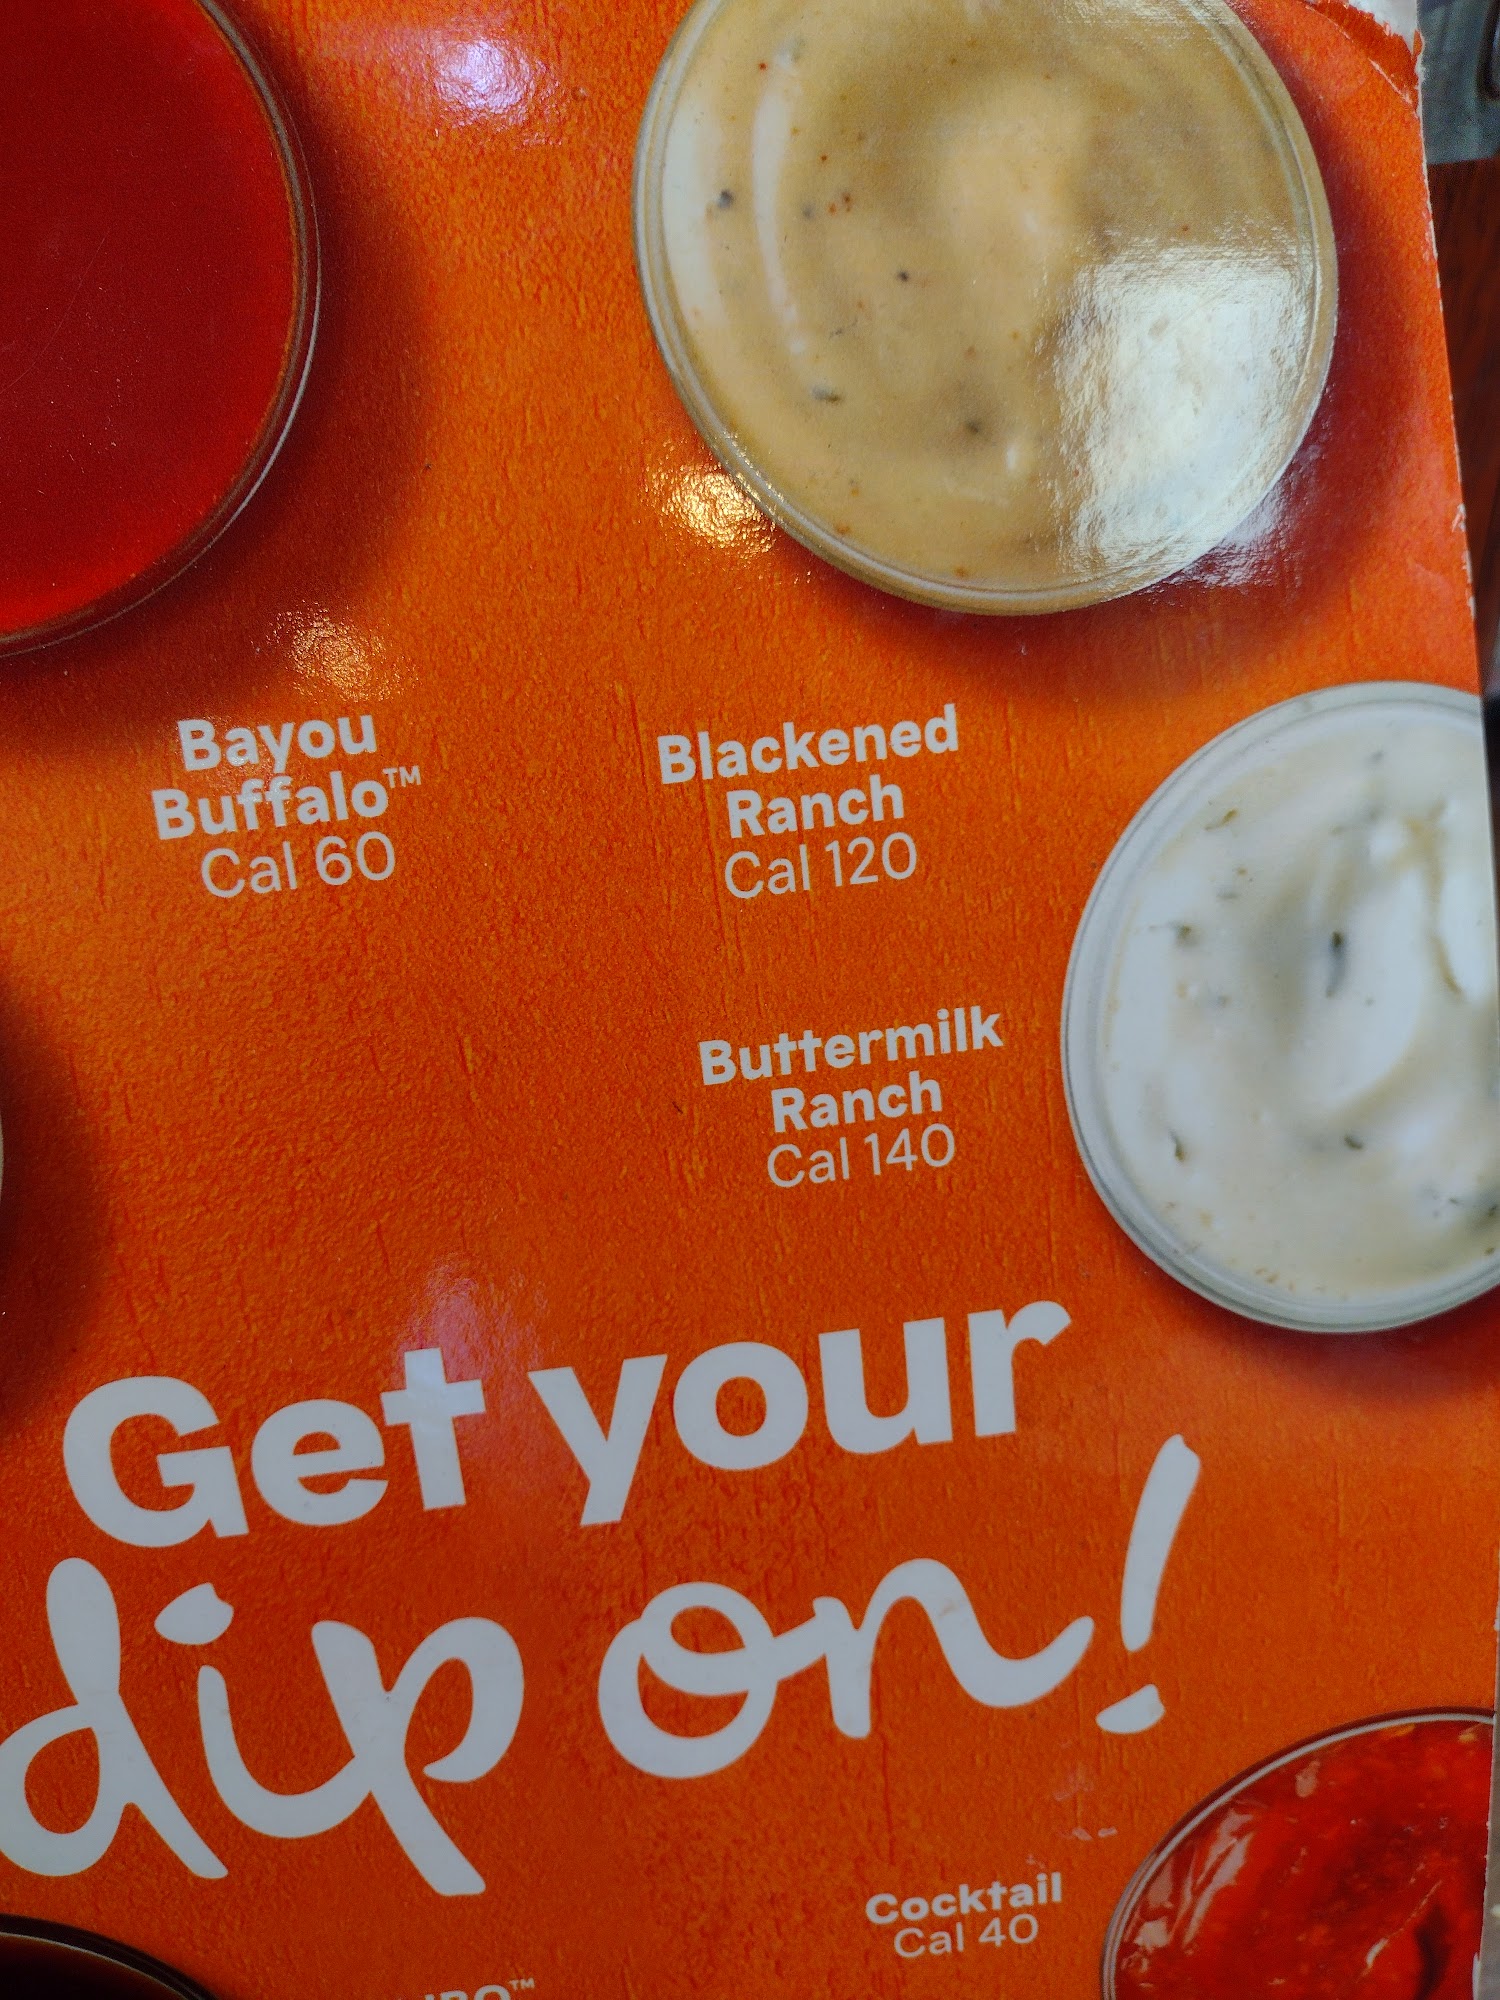 Bayou
Buffalo™
Cal 60
Blackened
Ranch
Cal 120
Buttermilk
Ranch
Cal 140
Get your
dip on!
Cocktail
Cal 40